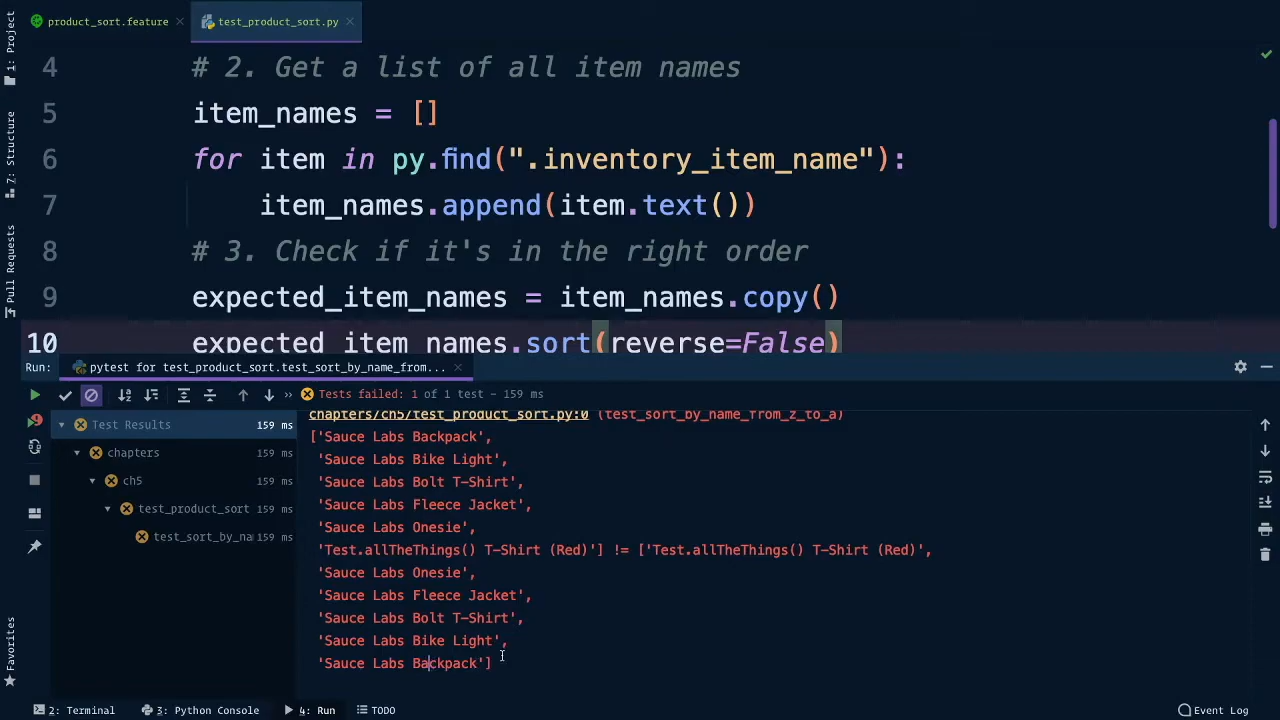 product_sort.feature
test_product_sort.py
1: Project
7: Structure
Pull Requests
Favorites
4 # 2. Get a list of all item names
5 item_names = []
6 for item in py.find(".inventory_item_name"):
7 item_names.append(item.text())
8 # 3. Check if it's in the right order
9 expected_item_names = item_names.copy()
10 expected_item_names.sort(reverse=False)
Run: pytest for test_product_sort.test_sort_by_name_from...
» Tests failed: 1 of 1 test – 159 ms
Test Results 159 ms
chapters 159 ms
ch5 159 ms
test_product_sort 159 ms
test_sort_by_na 159 ms
chapters/ch5/test_product_sort.py:0 (test_sort_by_name_from_z_to_a)
['Sauce Labs Backpack',
'Sauce Labs Bike Light',
'Sauce Labs Bolt T-Shirt',
'Sauce Labs Fleece Jacket',
'Sauce Labs Onesie',
'Test.allTheThings() T-Shirt (Red)'] != ['Test.allTheThings() T-Shirt (Red)',
'Sauce Labs Onesie',
'Sauce Labs Fleece Jacket',
'Sauce Labs Bolt T-Shirt',
'Sauce Labs Bike Light',
'Sauce Labs Backpack']
2: Terminal 3: Python Console 4: Run TODO Event Log